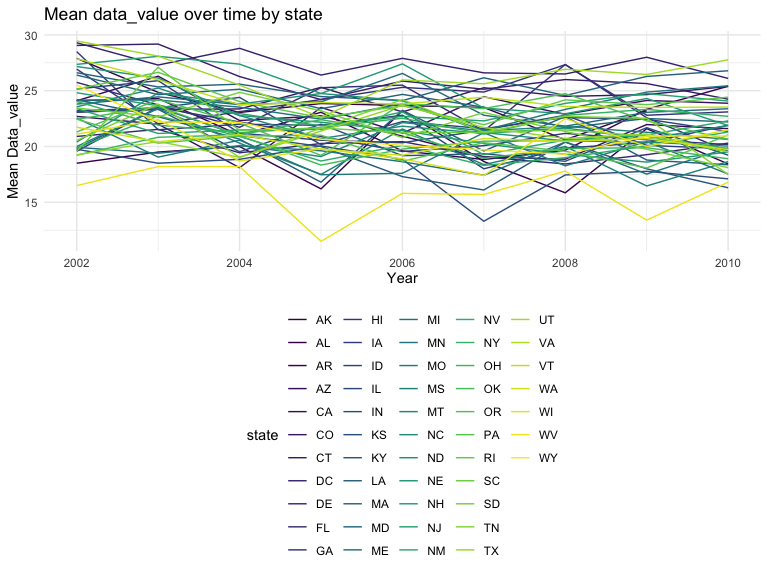 Mean data_value over time by state
30
25
20
15
Mean Data_value
2002 2004 2006 2008 2010
Year
state
AK HI MI NV UT
AL IA MN NY VA
AR ID MO OH VT
AZ IL MS OK WA
CA IN MT OR WI
CO KS NC PA WV
CT KY ND RI WY
DC LA NE SC
DE MA NH SD
FL MD NJ TN
GA ME NM TX